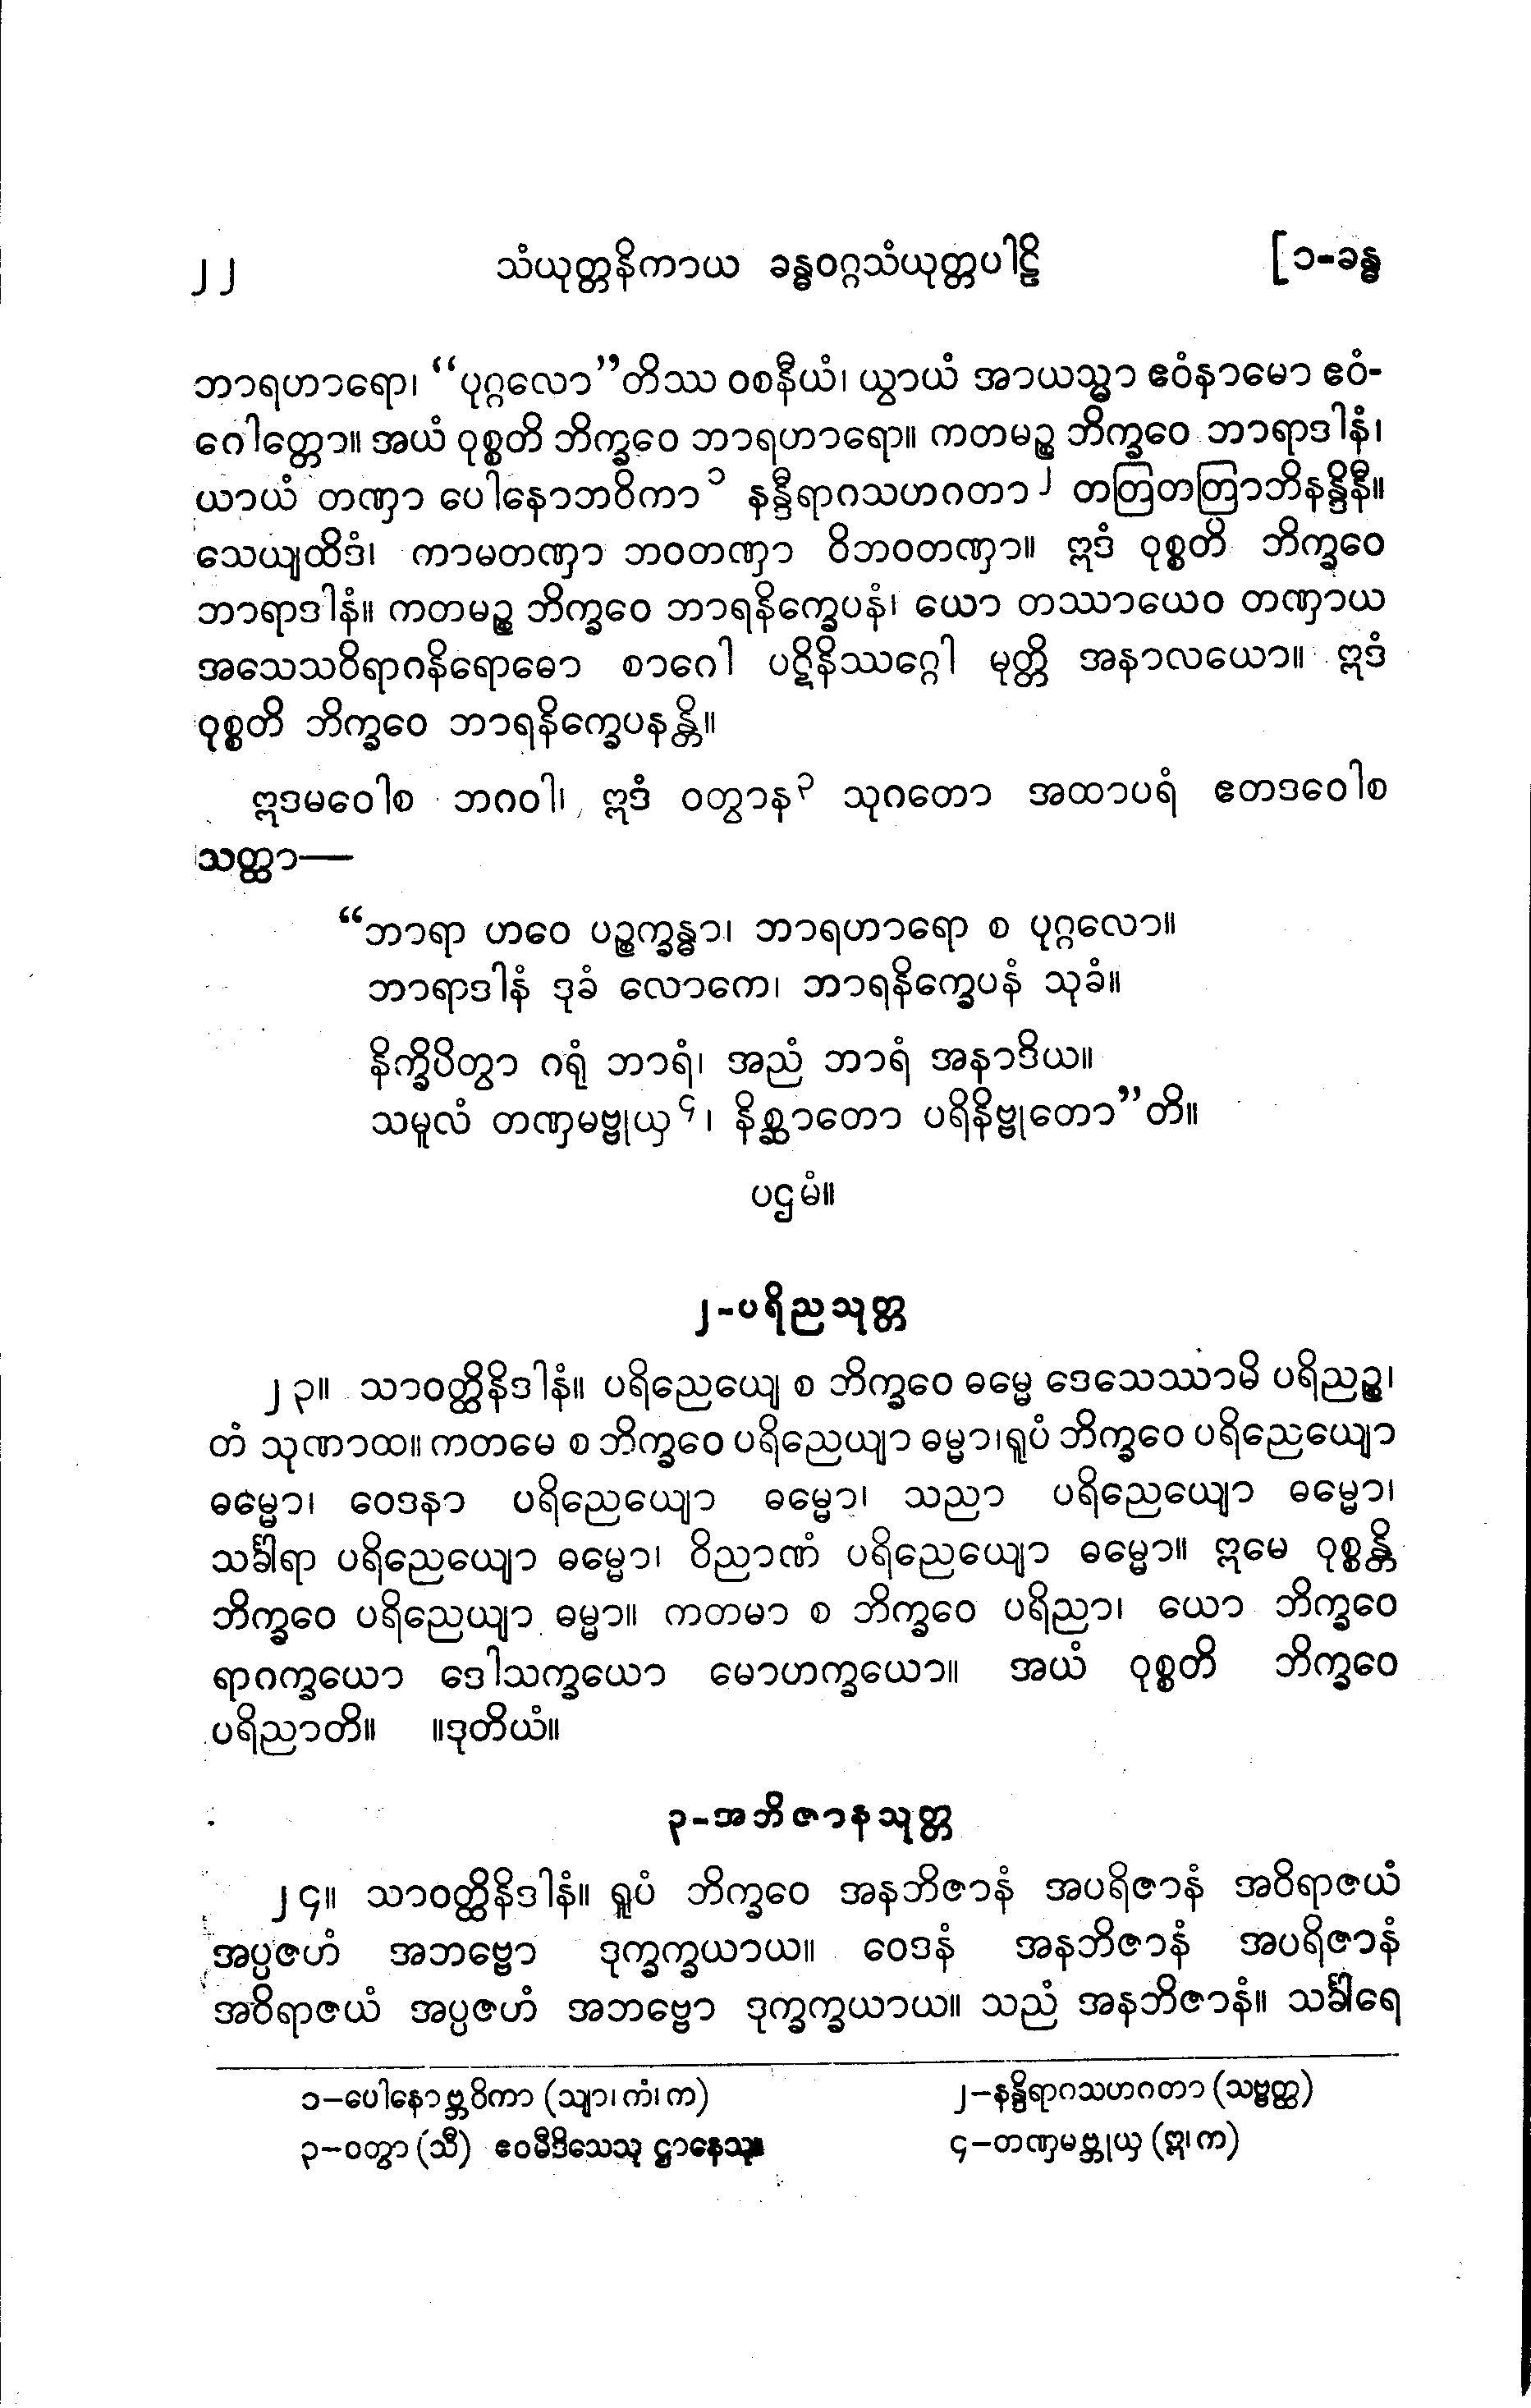 ၂၂ သံယုတ္တနိကာယ ခန္ဓဝဂ္ဂသံယုတ္တပါဠိ [၁-ခန္ဓ
ဘာရဟာရော၊ “ပုဂ္ဂလော”တိဿ ဝစနီယံ၊ ယွာယံ အာယသ္မာ ဧဝံနာမော ဧဝံ-
ဂေါတ္တော။ အယံ ဝုစ္စတိ ဘိက္ခဝေ ဘာရဟာရော။ ကတမဉ္စ ဘိက္ခဝေ ဘာရာဒါနံ၊
ယာယံ တဏှာ ပေါနောဘဝိကာ၁ နန္ဒီရာဂသဟဂတာ၂ တတြတတြာဘိနန္ဒိနီ။
သေယျထိဒံ၊ ကာမတဏှာ ဘဝတဏှာ ဝိဘဝတဏှာ။ ဣဒံ ဝုစ္စတိ ဘိက္ခဝေ
ဘာရာဒါနံ။ ကတမဉ္စ ဘိက္ခဝေ ဘာရနိက္ခေပနံ၊ ယော တဿာယေဝ တဏှာယ
အသေသဝိရာဂနိရောဓော စာဂေါ ပဋိနိဿဂ္ဂေါ မုတ္တိ အနာလယော။ ဣဒံ
ဝုစ္စတိ ဘိက္ခဝေ ဘာရနိက္ခေပနန္တိ။
ဣဒမဝေါစ ဘဂဝါ၊ ဣဒံ ဝတွာန၃ သုဂတော အထာပရံ ဧတဒဝေါစ
သတ္ထာ—
“ဘာရာ ဟဝေ ပဉ္စက္ခန္ဓာ၊ ဘာရဟာရော စ ပုဂ္ဂလော။
ဘာရာဒါနံ ဒုခံ လောကေ၊ ဘာရနိက္ခေပနံ သုခံ။
နိက္ခိပိတွာ ဂရုံ ဘာရံ၊ အညံ ဘာရံ အနာဒိယ။
သမူလံ တဏှမဗ္ဗုယှ၄၊ နိစ္ဆာတော ပရိနိဗ္ဗုတော”တိ။
ပဌမံ။
၂-ပရိညသုတ္တ
၂၃။ သာဝတ္ထိနိဒါနံ။ ပရိညေယျေ စ ဘိက္ခဝေ ဓမ္မေ ဒေသေဿာမိ ပရိညဉ္စ၊
တံ သုဏာထ။ ကတမေ စ ဘိက္ခဝေ ပရိညေယျာ ဓမ္မာ၊ ရူပံ ဘိက္ခဝေ ပရိညေယျော
ဓမ္မော၊ ဝေဒနာ ပရိညေယျော ဓမ္မော၊ သညာ ပရိညေယျော ဓမ္မော၊
သင်္ခါရာ ပရိညေယျော ဓမ္မော၊ ဝိညာဏံ ပရိညေယျော ဓမ္မော။ ဣမေ ဝုစ္စန္တိ
ဘိက္ခဝေ ပရိညေယျာ ဓမ္မာ။ ကတမာ စ ဘိက္ခဝေ ပရိညာ၊ ယော ဘိက္ခဝေ
ရာဂက္ခယော ဒေါသက္ခယော မောဟက္ခယော။ အယံ ဝုစ္စတိ ဘိက္ခဝေ
ပရိညာတိ။ ။ဒုတိယံ။
၃-အဘိဇာနသုတ္တ
၂၄။ သာဝတ္ထိနိဒါနံ။ ရူပံ ဘိက္ခဝေ အနဘိဇာနံ အပရိဇာနံ အဝိရာဇယံ
အပ္ပဇဟံ အဘဗ္ဗော ဒုက္ခက္ခယာယ။ ဝေဒနံ အနဘိဇာနံ အပရိဇာနံ
အဝိရာဇယံ အပ္ပဇဟံ အဘဗ္ဗော ဒုက္ခက္ခယာယ။ သညံ အနဘိဇာနံ။ သင်္ခါရေ
၁—ပေါနောဗ္ဘဝိကာ (သျာ၊ ကံ၊ က) ၂—နန္ဒိရာဂသဟဂတာ (သဗ္ဗတ္ထ)
၃—ဝတွာ (သီ) ဧဝမီဒိသေသု ဌာနေသု။ ၄—တဏှမဗ္ဘုယှ (ဣ၊ က)